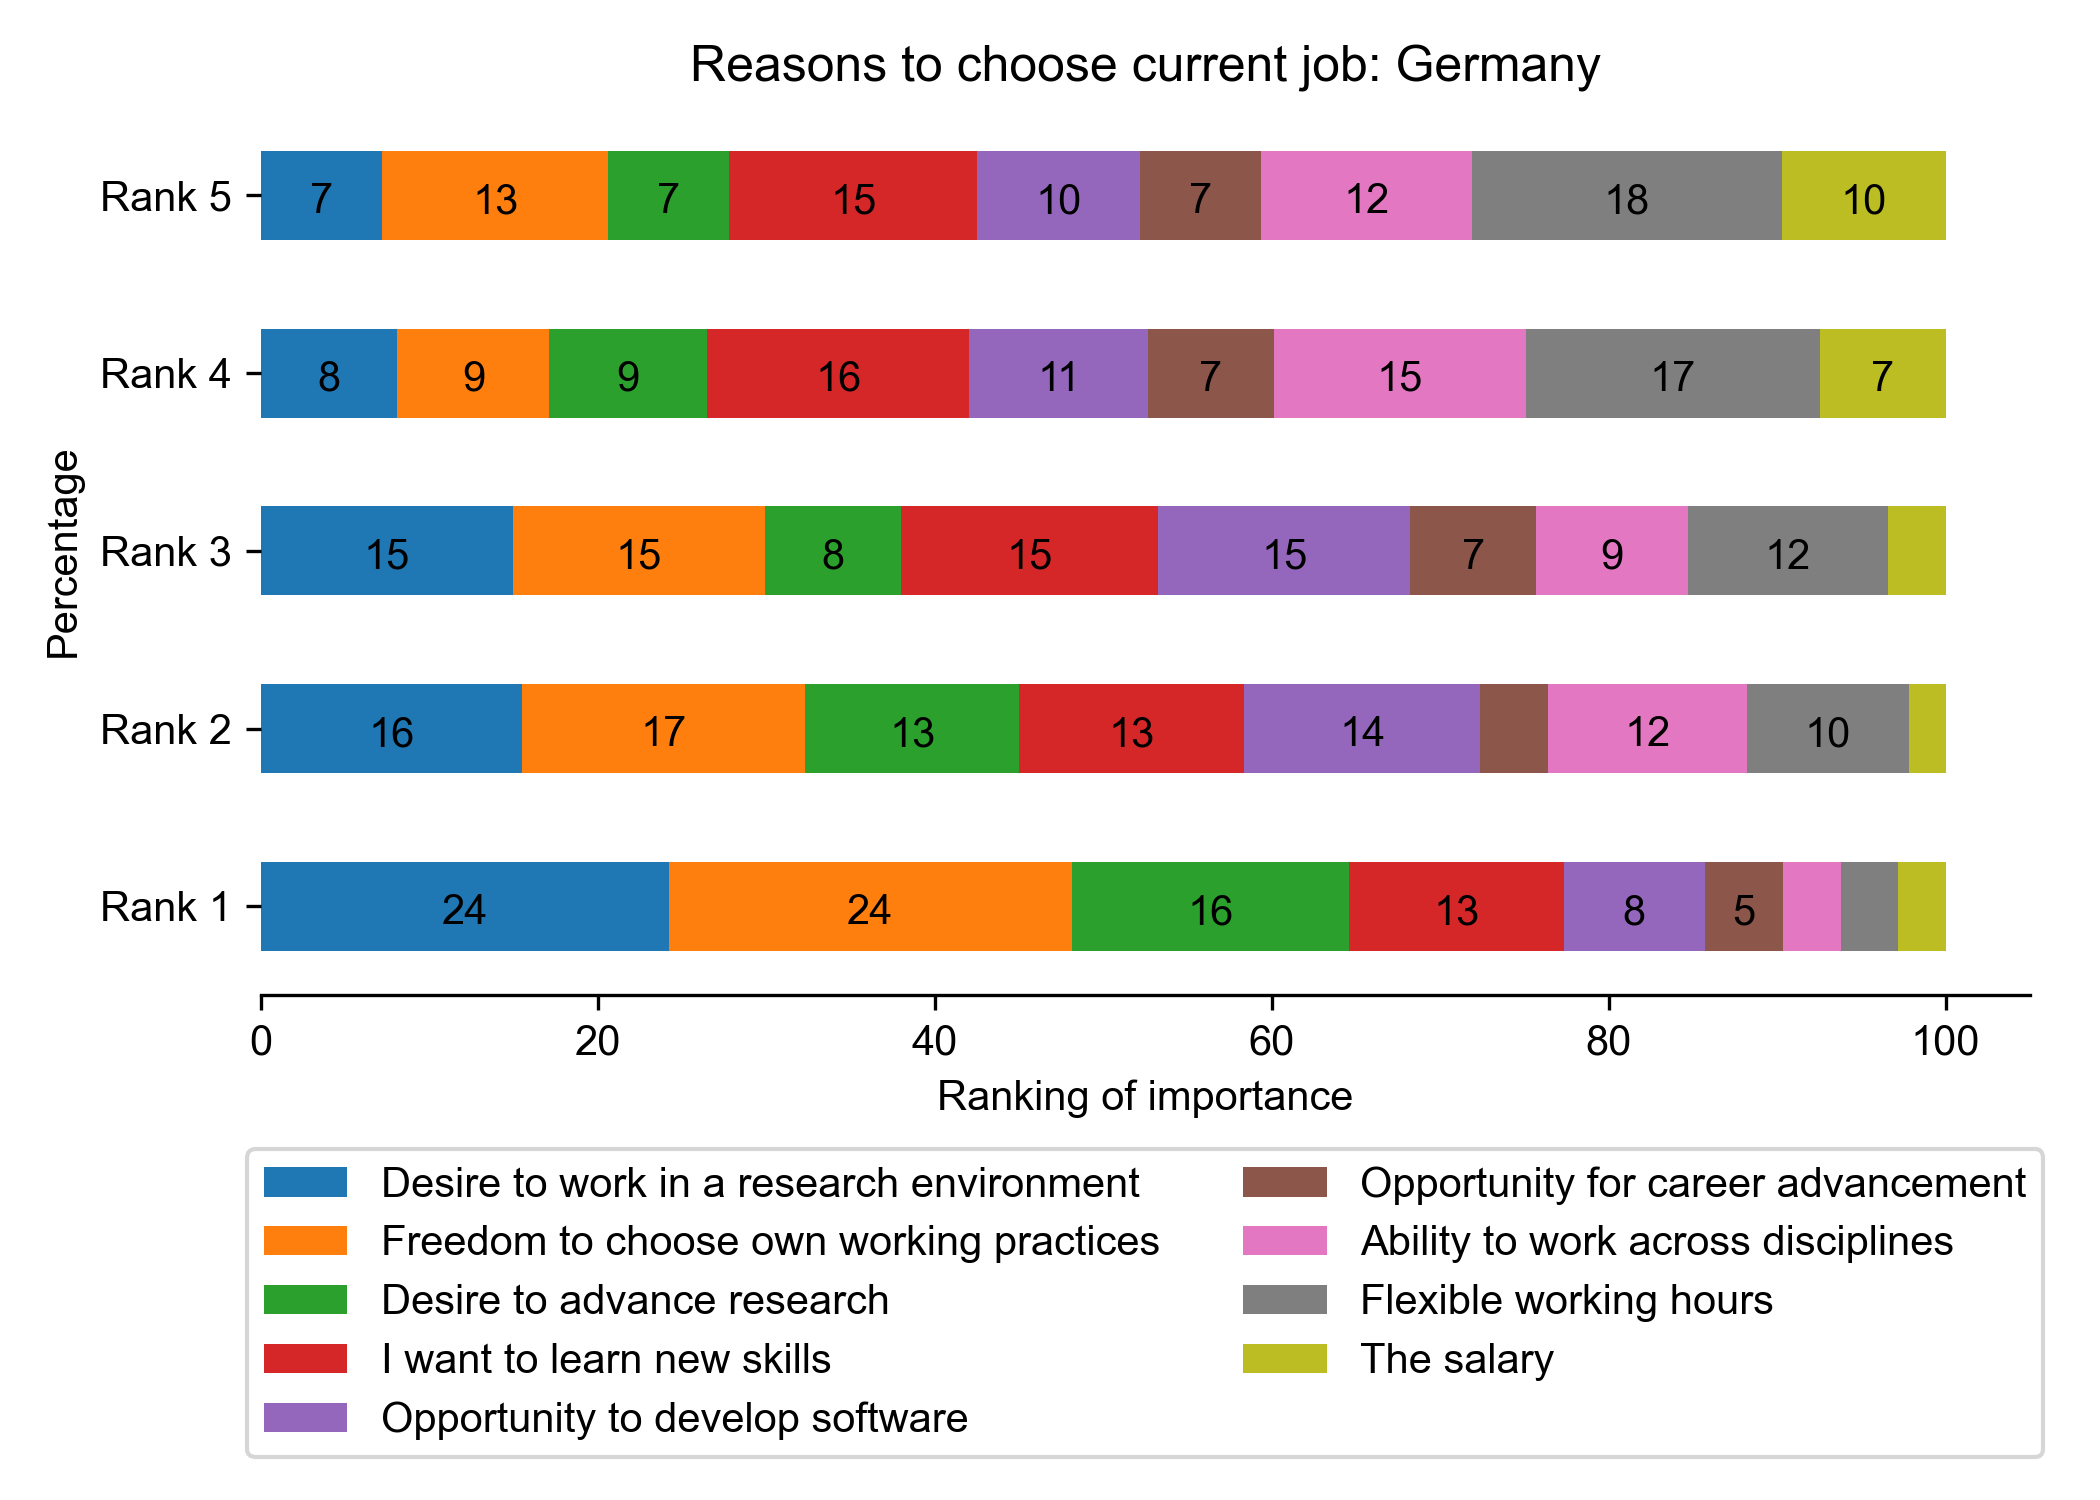 Reasons to choose current job: Germany
Rank 5
7 13 7 15 10 7 12 18 10
Rank 4
8 9 9 16 11 7 15 17 7
Percentage
Rank 3
15 15 8 15 15 7 9 12
Rank 2
16 17 13 13 14 12 10
Rank 1
24 24 16 13 8 5
0 20 40 60 80 100
Ranking of importance
Desire to work in a research environment
Freedom to choose own working practices
Desire to advance research
I want to learn new skills
Opportunity to develop software
Opportunity for career advancement
Ability to work across disciplines
Flexible working hours
The salary